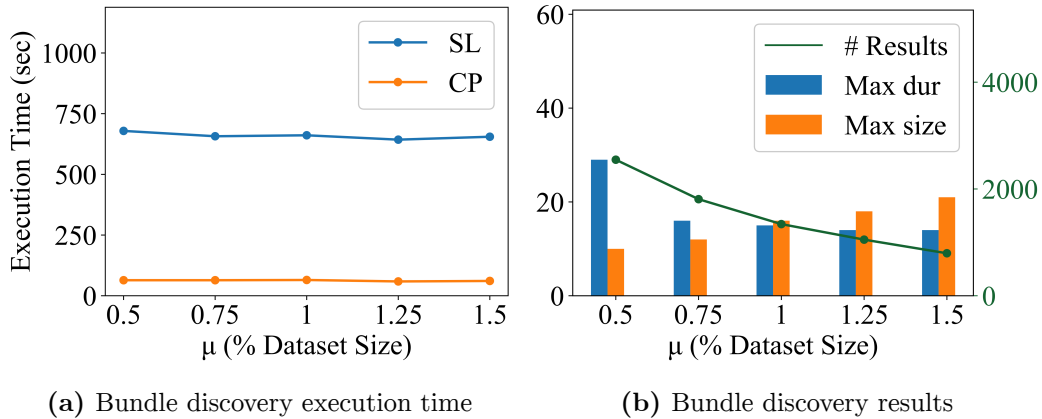 Execution Time (sec)
1000
750
500
250
0
SL
CP
0.5 0.75 1 1.25 1.5
μ (% Dataset Size)
(a) Bundle discovery execution time
60
40
20
0
# Results
Max dur
Max size
4000
2000
0
0.5 0.75 1 1.25 1.5
μ (% Dataset Size)
(b) Bundle discovery results